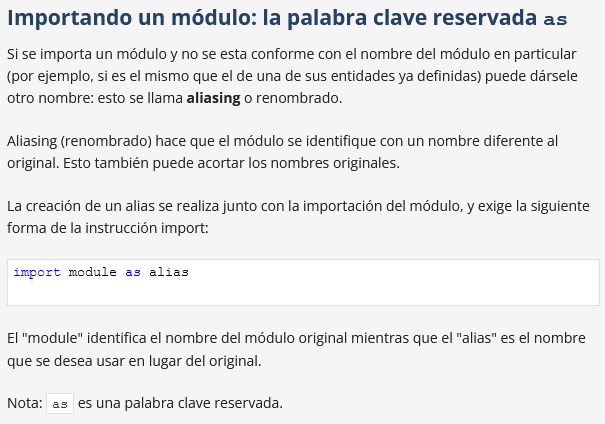 Importando un módulo: la palabra clave reservada as
Si se importa un módulo y no se esta conforme con el nombre del módulo en particular
(por ejemplo, si es el mismo que el de una de sus entidades ya definidas) puede dársele
otro nombre: esto se llama aliasing o renombrado.
Aliasing (renombrado) hace que el módulo se identifique con un nombre diferente al
original. Esto también puede acortar los nombres originales.
La creación de un alias se realiza junto con la importación del módulo, y exige la siguiente
forma de la instrucción import:
import module as alias
El "module" identifica el nombre del módulo original mientras que el "alias" es el nombre
que se desea usar en lugar del original.
Nota: as es una palabra clave reservada.